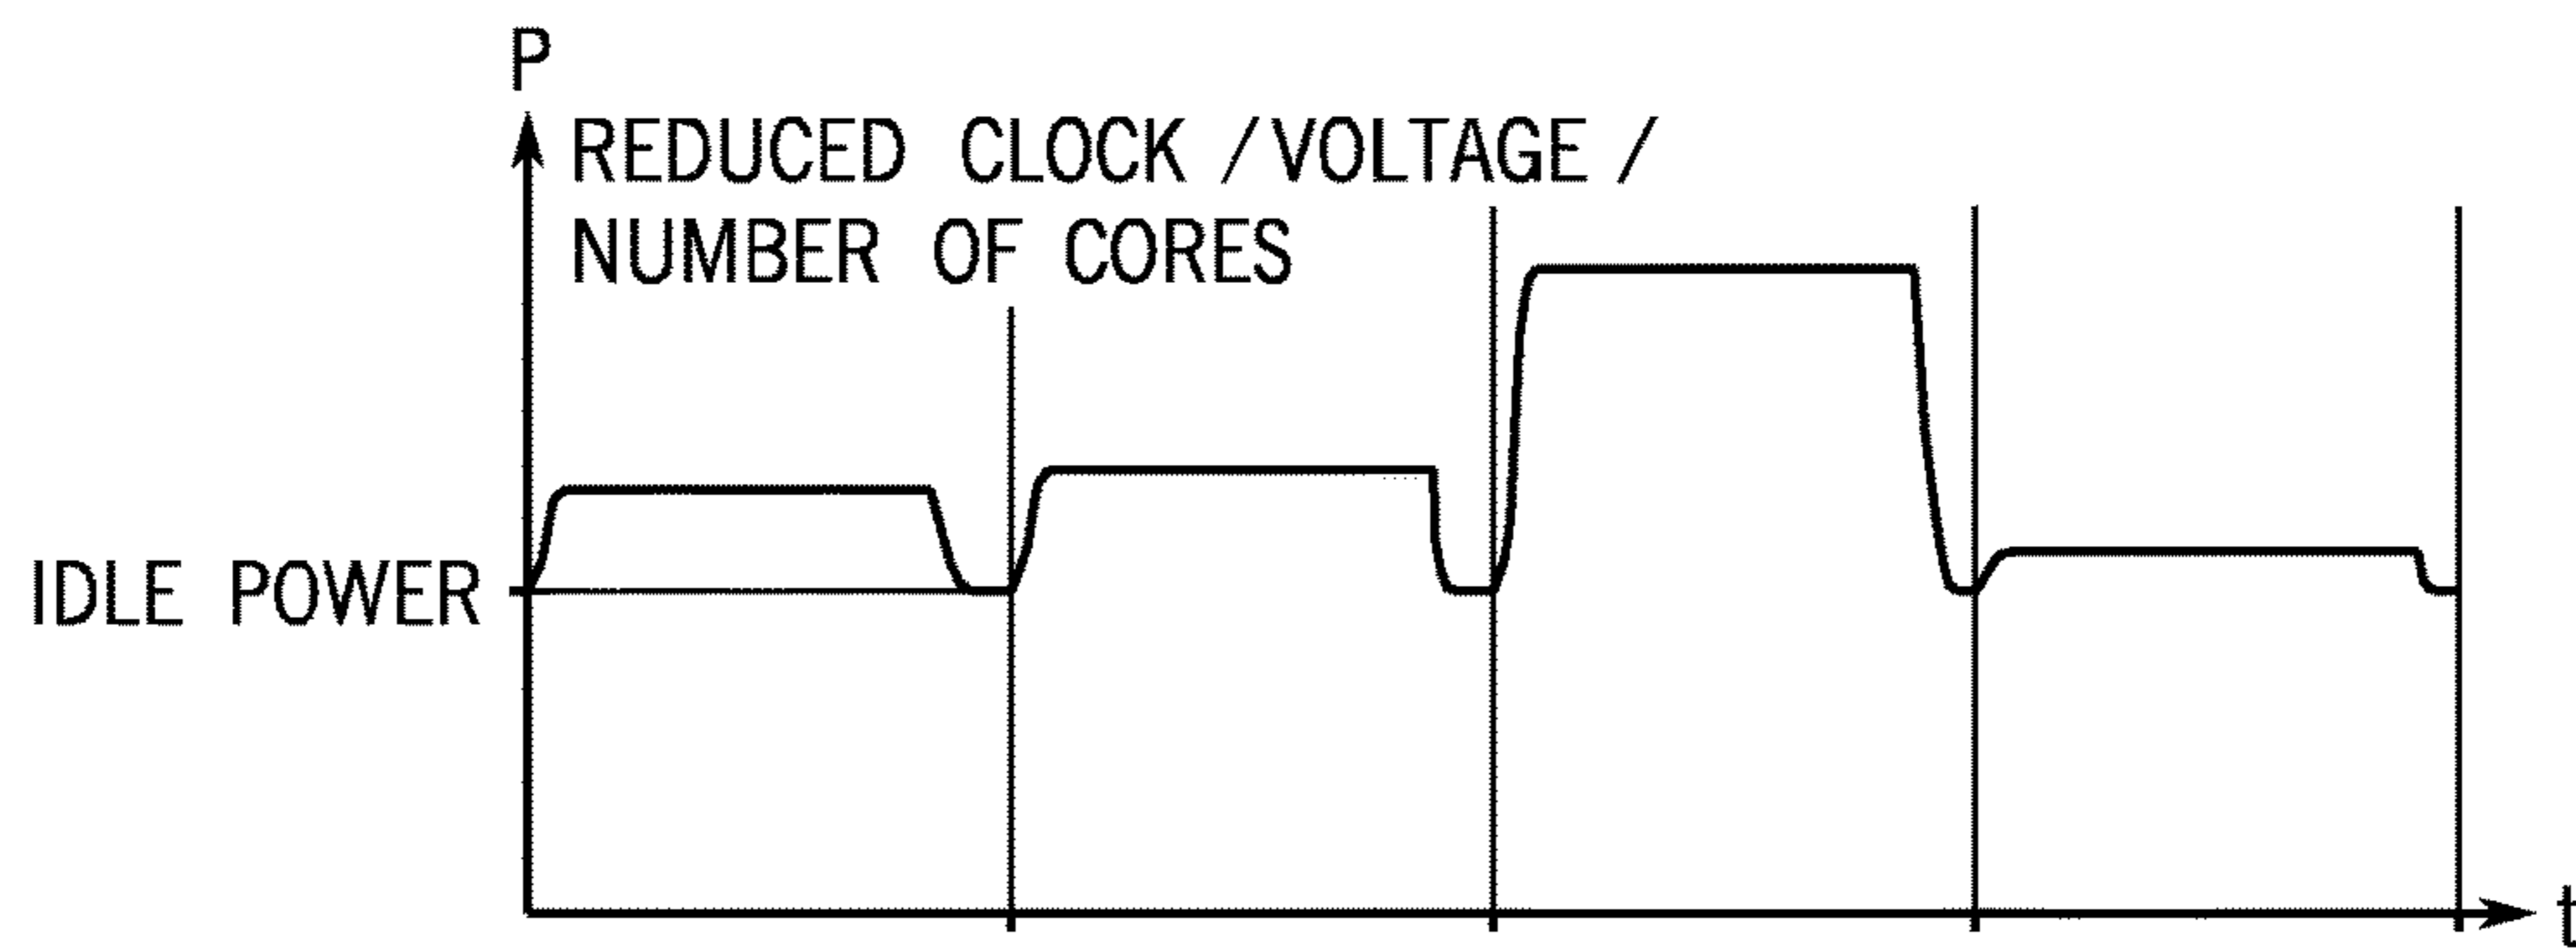 P
REDUCED CLOCK / VOLTAGE /
NUMBER OF CORES
IDLE POWER
t